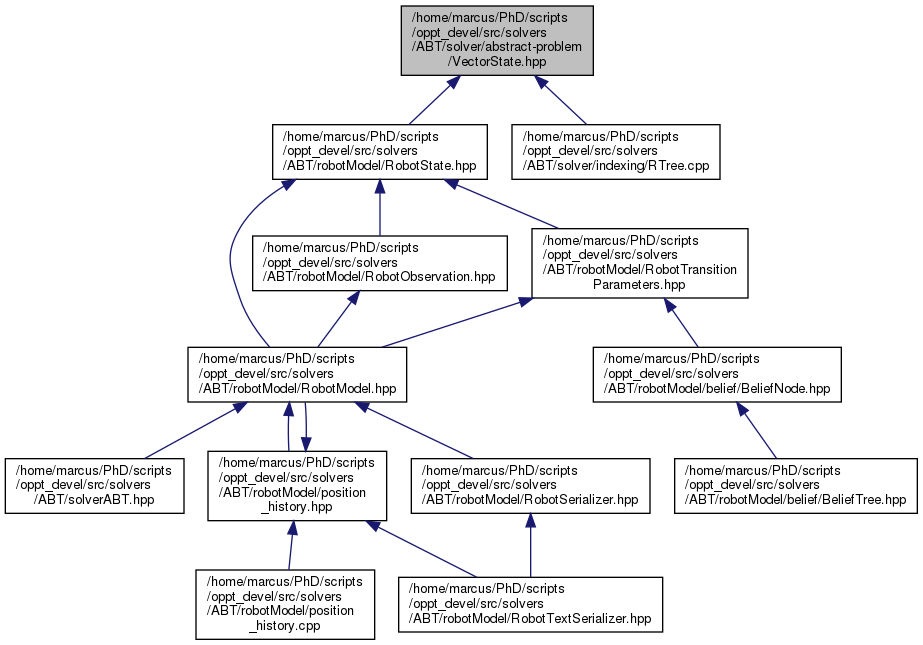 /home/marcus/PhD/scripts
/oppt_devel/src/solvers
/ABT/solver/abstract-problem
/VectorState.hpp
/home/marcus/PhD/scripts
/oppt_devel/src/solvers
/ABT/robotModel/RobotState.hpp
/home/marcus/PhD/scripts
/oppt_devel/src/solvers
/ABT/solver/indexing/RTree.cpp
/home/marcus/PhD/scripts
/oppt_devel/src/solvers
/ABT/robotModel/RobotObservation.hpp
/home/marcus/PhD/scripts
/oppt_devel/src/solvers
/ABT/robotModel/RobotTransition
Parameters.hpp
/home/marcus/PhD/scripts
/oppt_devel/src/solvers
/ABT/robotModel/RobotModel.hpp
/home/marcus/PhD/scripts
/oppt_devel/src/solvers
/ABT/robotModel/belief/BeliefNode.hpp
/home/marcus/PhD/scripts
/oppt_devel/src/solvers
/ABT/solverABT.hpp
/home/marcus/PhD/scripts
/oppt_devel/src/solvers
/ABT/robotModel/position
_history.hpp
/home/marcus/PhD/scripts
/oppt_devel/src/solvers
/ABT/robotModel/RobotSerializer.hpp
/home/marcus/PhD/scripts
/oppt_devel/src/solvers
/ABT/robotModel/belief/BeliefTree.hpp
/home/marcus/PhD/scripts
/oppt_devel/src/solvers
/ABT/robotModel/position
_history.cpp
/home/marcus/PhD/scripts
/oppt_devel/src/solvers
/ABT/robotModel/RobotTextSerializer.hpp